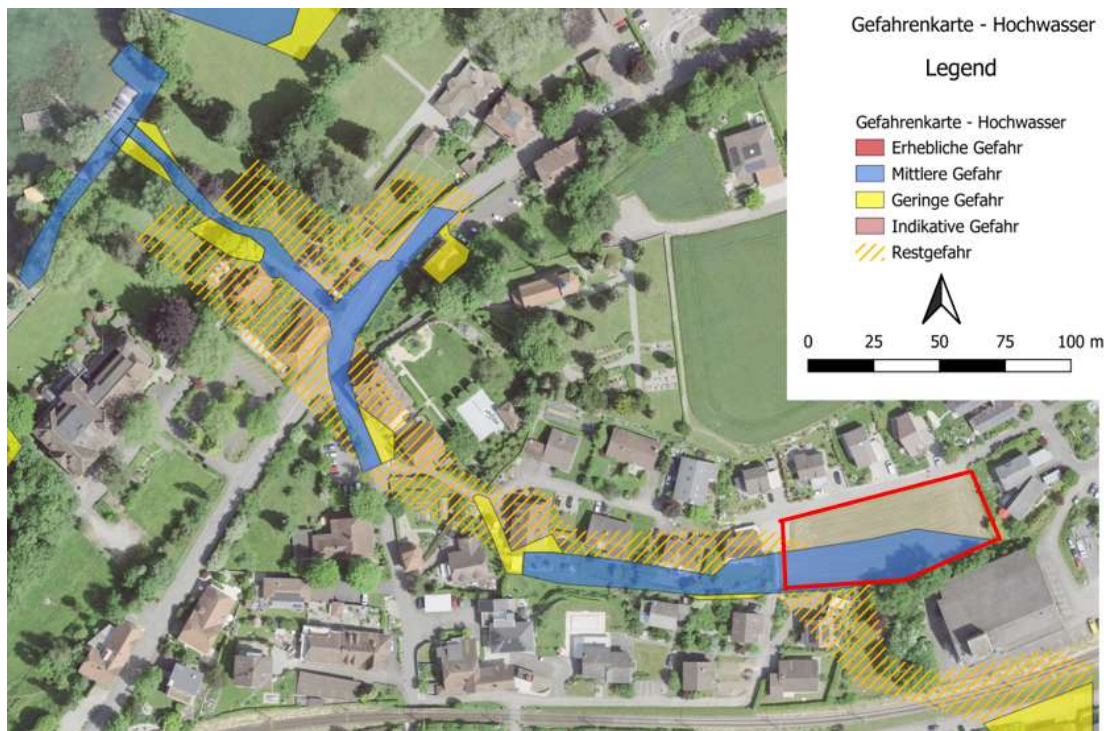 Gefahrenkarte - Hochwasser
Legend
Gefahrenkarte - Hochwasser
Erhebliche Gefahr
Mittlere Gefahr
Geringe Gefahr
Indikative Gefahr
Restgefahr
0 25 50 75 100 m